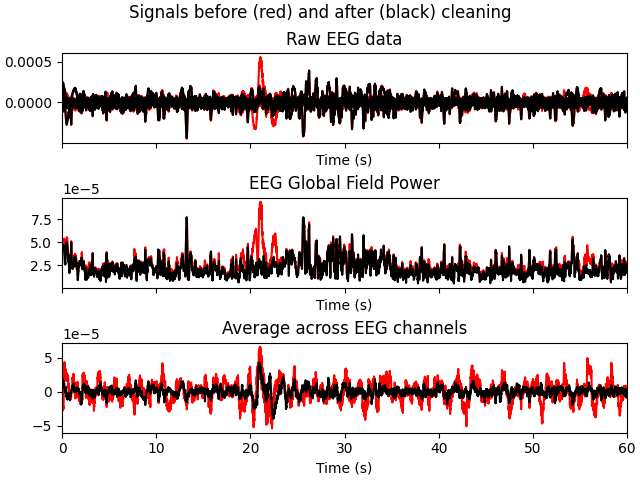 Signals before (red) and after (black) cleaning
Raw EEG data
0.0005
0.0000
Time (s)
EEG Global Field Power
1e−5
7.5
5.0
2.5
Time (s)
Average across EEG channels
1e−5
5
0
−5
0 10 20 30 40 50 60
Time (s)